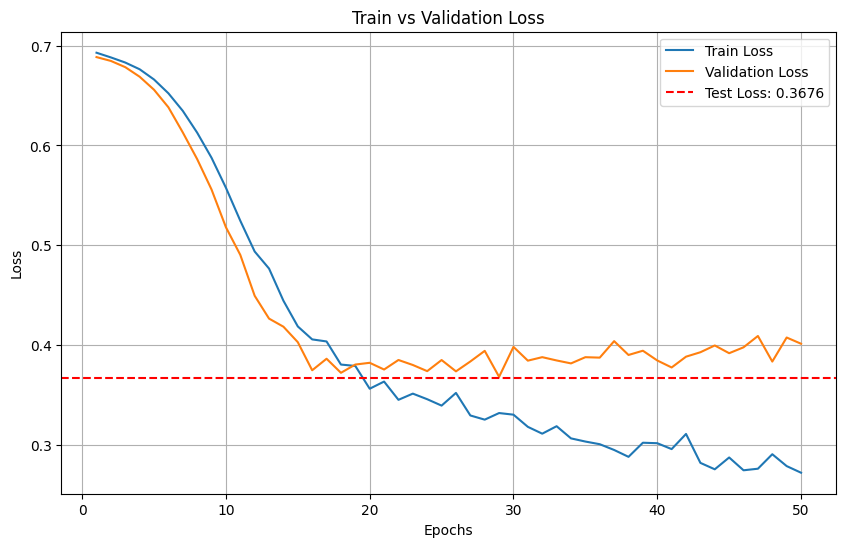 Train vs Validation Loss
Train Loss
Validation Loss
Test Loss: 0.3676
0.7
0.6
0.5
0.4
0.3
Loss
0 10 20 30 40 50
Epochs